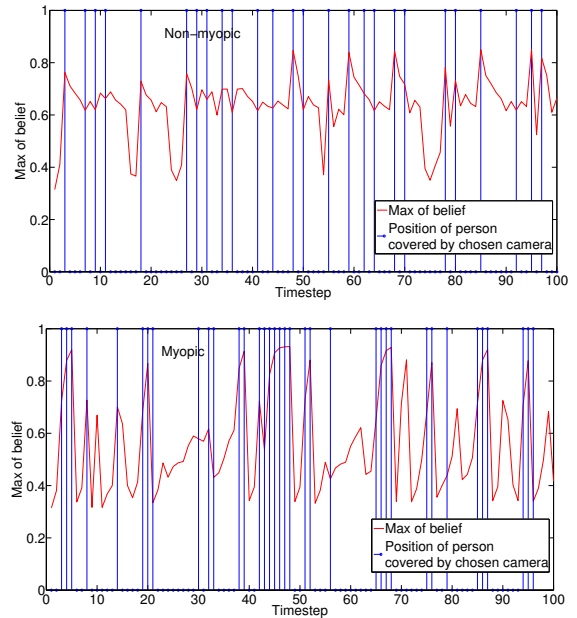 1
0.8
0.6
0.4
0.2
0
Max of belief
Non−myopic
Max of belief
Position of person
covered by chosen camera
0 10 20 30 40 50 60 70 80 90 100
Timestep
1
0.8
0.6
0.4
0.2
0
Max of belief
Myopic
Max of belief
Position of person
covered by chosen camera
0 10 20 30 40 50 60 70 80 90 100
Timestep